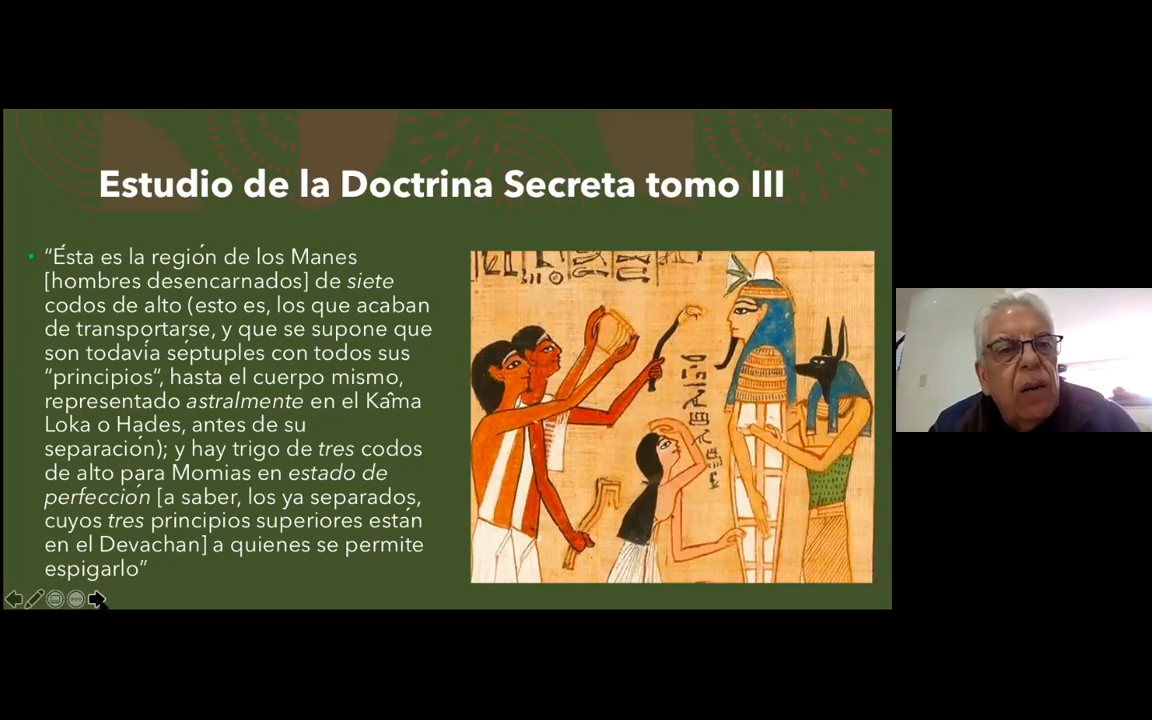 Estudio de la Doctrina Secreta tomo III
• “Ésta es la región de los Manes
[hombres desencarnados] de siete
codos de alto (esto es, los que acaban
de transportarse, y que se supone que
son todavía séptuples con todos sus
“principios”, hasta el cuerpo mismo,
representado astralmente en el Kâma
Loka o Hades, antes de su
separación); y hay trigo de tres codos
de alto para Momias en estado de
perfección [a saber, los ya separados,
cuyos tres principios superiores están
en el Devachan] a quienes se permite
espigarlo”